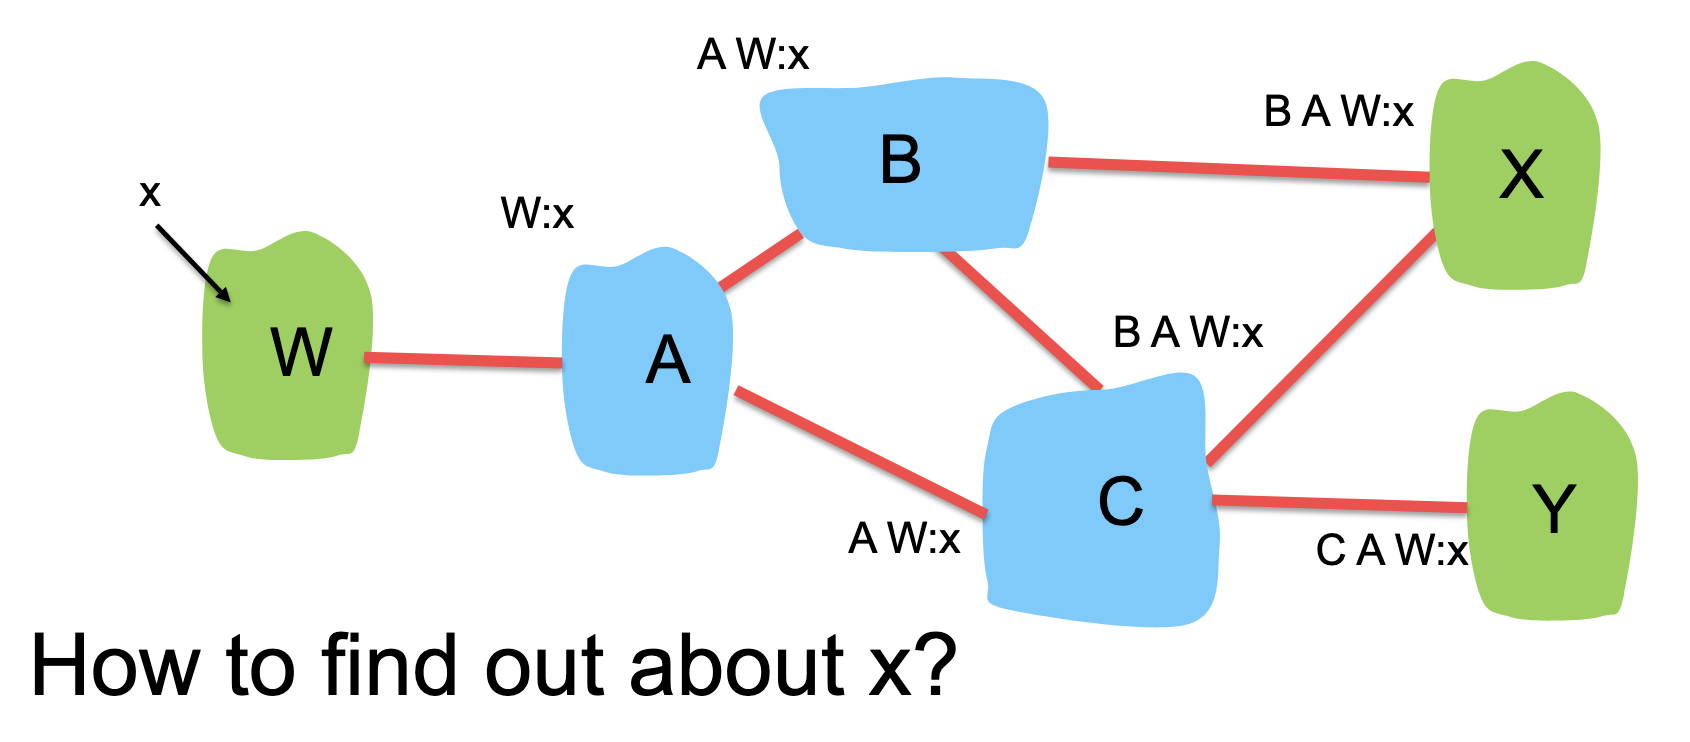 A W:x
B
B A W:x
X
x
W:x
W
A
B A W:x
C
A W:x
Y
C A W:x
How to find out about x?